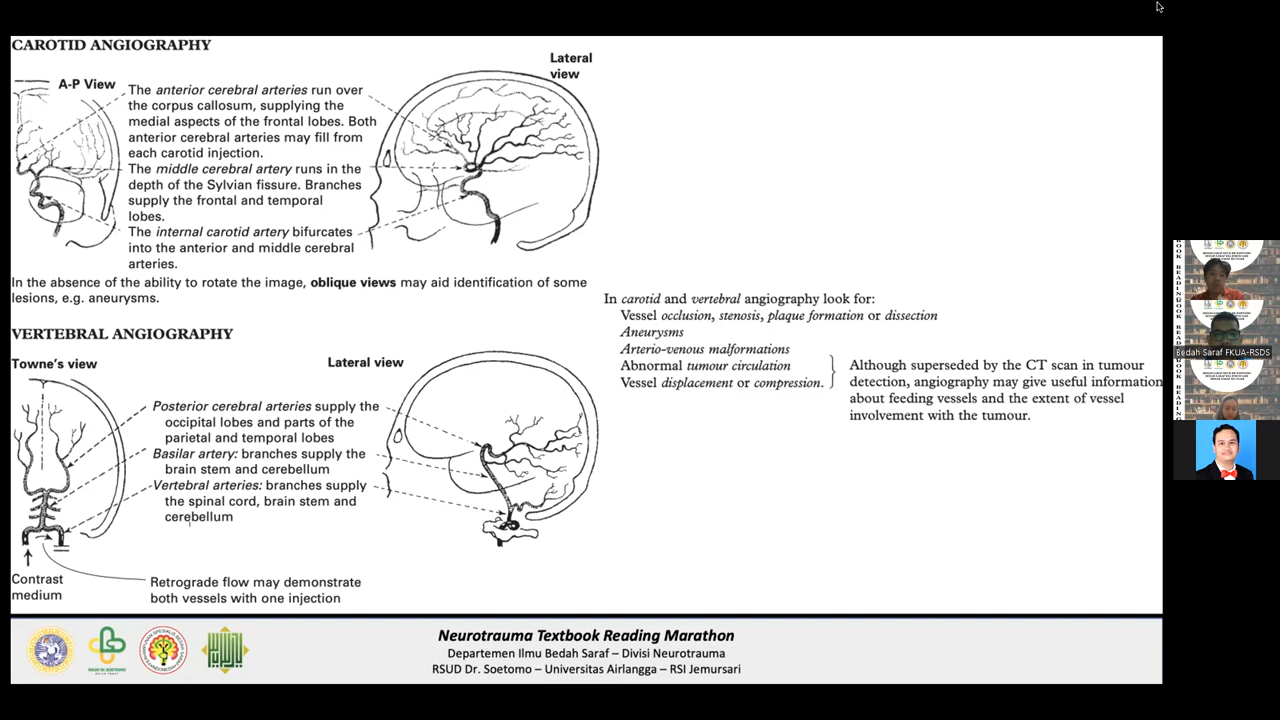 CAROTID ANGIOGRAPHY
A-P View
Lateral
view
The anterior cerebral arteries run over
the corpus callosum, supplying the
medial aspects of the frontal lobes. Both
anterior cerebral arteries may fill from
each carotid injection.
The middle cerebral artery runs in the
depth of the Sylvian fissure. Branches
supply the frontal and temporal
lobes.
The internal carotid artery bifurcates
into the anterior and middle cerebral
arteries.
In the absence of the ability to rotate the image, oblique views may aid identification of some
lesions, e.g. aneurysms.
VERTEBRAL ANGIOGRAPHY
Towne's view
Lateral view
Posterior cerebral arteries supply the
occipital lobes and parts of the
parietal and temporal lobes
Basilar artery: branches supply the
brain stem and cerebellum
Vertebral arteries: branches supply
the spinal cord, brain stem and
cerebellum
Contrast
medium
Retrograde flow may demonstrate
both vessels with one injection
In carotid and vertebral angiography look for:
Vessel occlusion, stenosis, plaque formation or dissection
Aneurysms
Arterio-venous malformations
Abnormal tumour circulation
Vessel displacement or compression.
Although superseded by the CT scan in tumour
detection, angiography may give useful information
about feeding vessels and the extent of vessel
involvement with the tumour.
Neurotrauma Textbook Reading Marathon
Departemen Ilmu Bedah Saraf – Divisi Neurotrauma
RSUD Dr. Soetomo – Universitas Airlangga – RSI Jemursari
RSUD Dr. SOETOMO
Bedah Saraf FKUA-RSDS